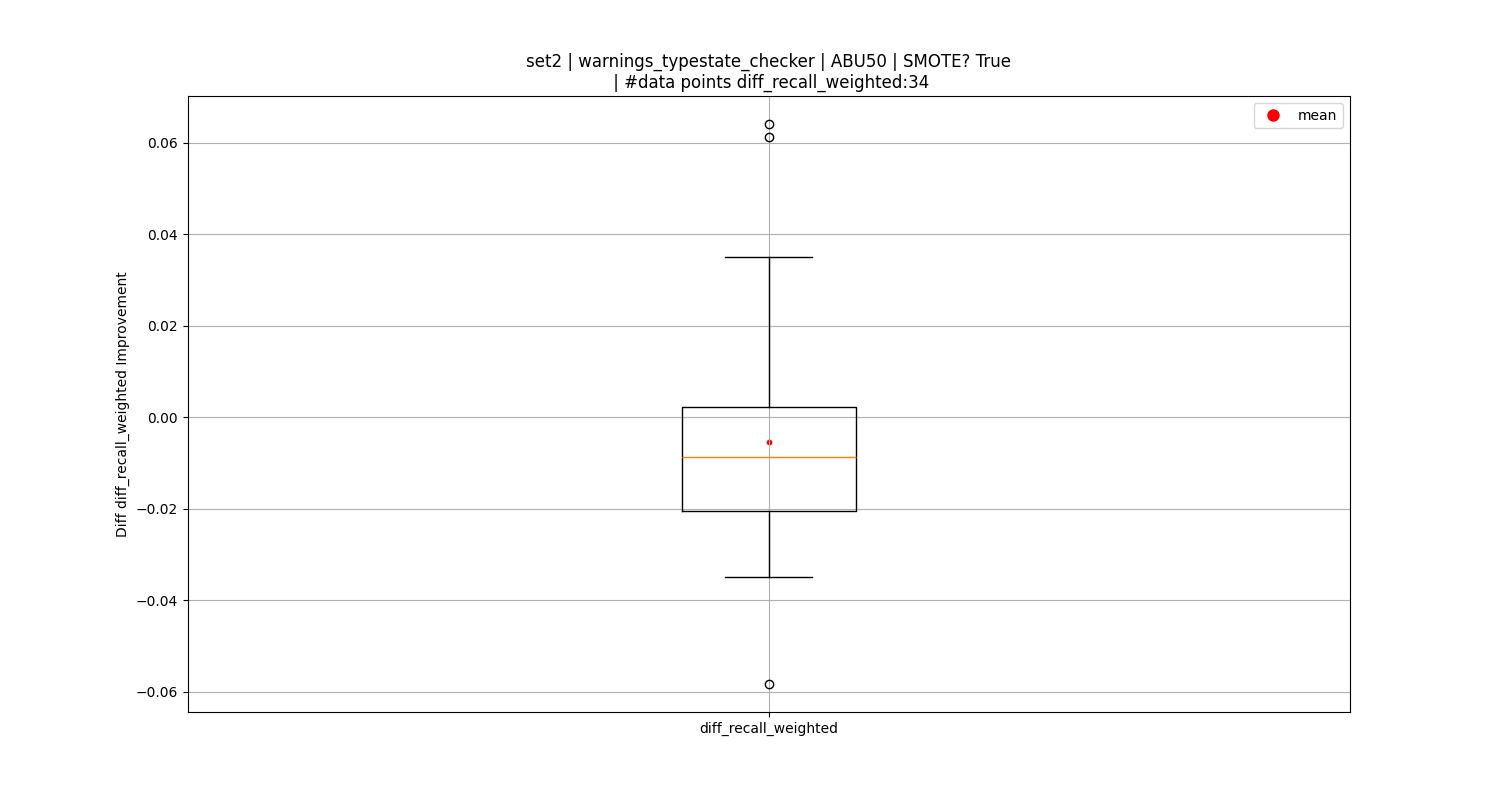 set2 | warnings_typestate_checker | ABU50 | SMOTE? True
| #data points diff_recall_weighted:34
mean
0.06
0.04
0.02
0.00
−0.02
−0.04
−0.06
Diff diff_recall_weighted Improvement
diff_recall_weighted